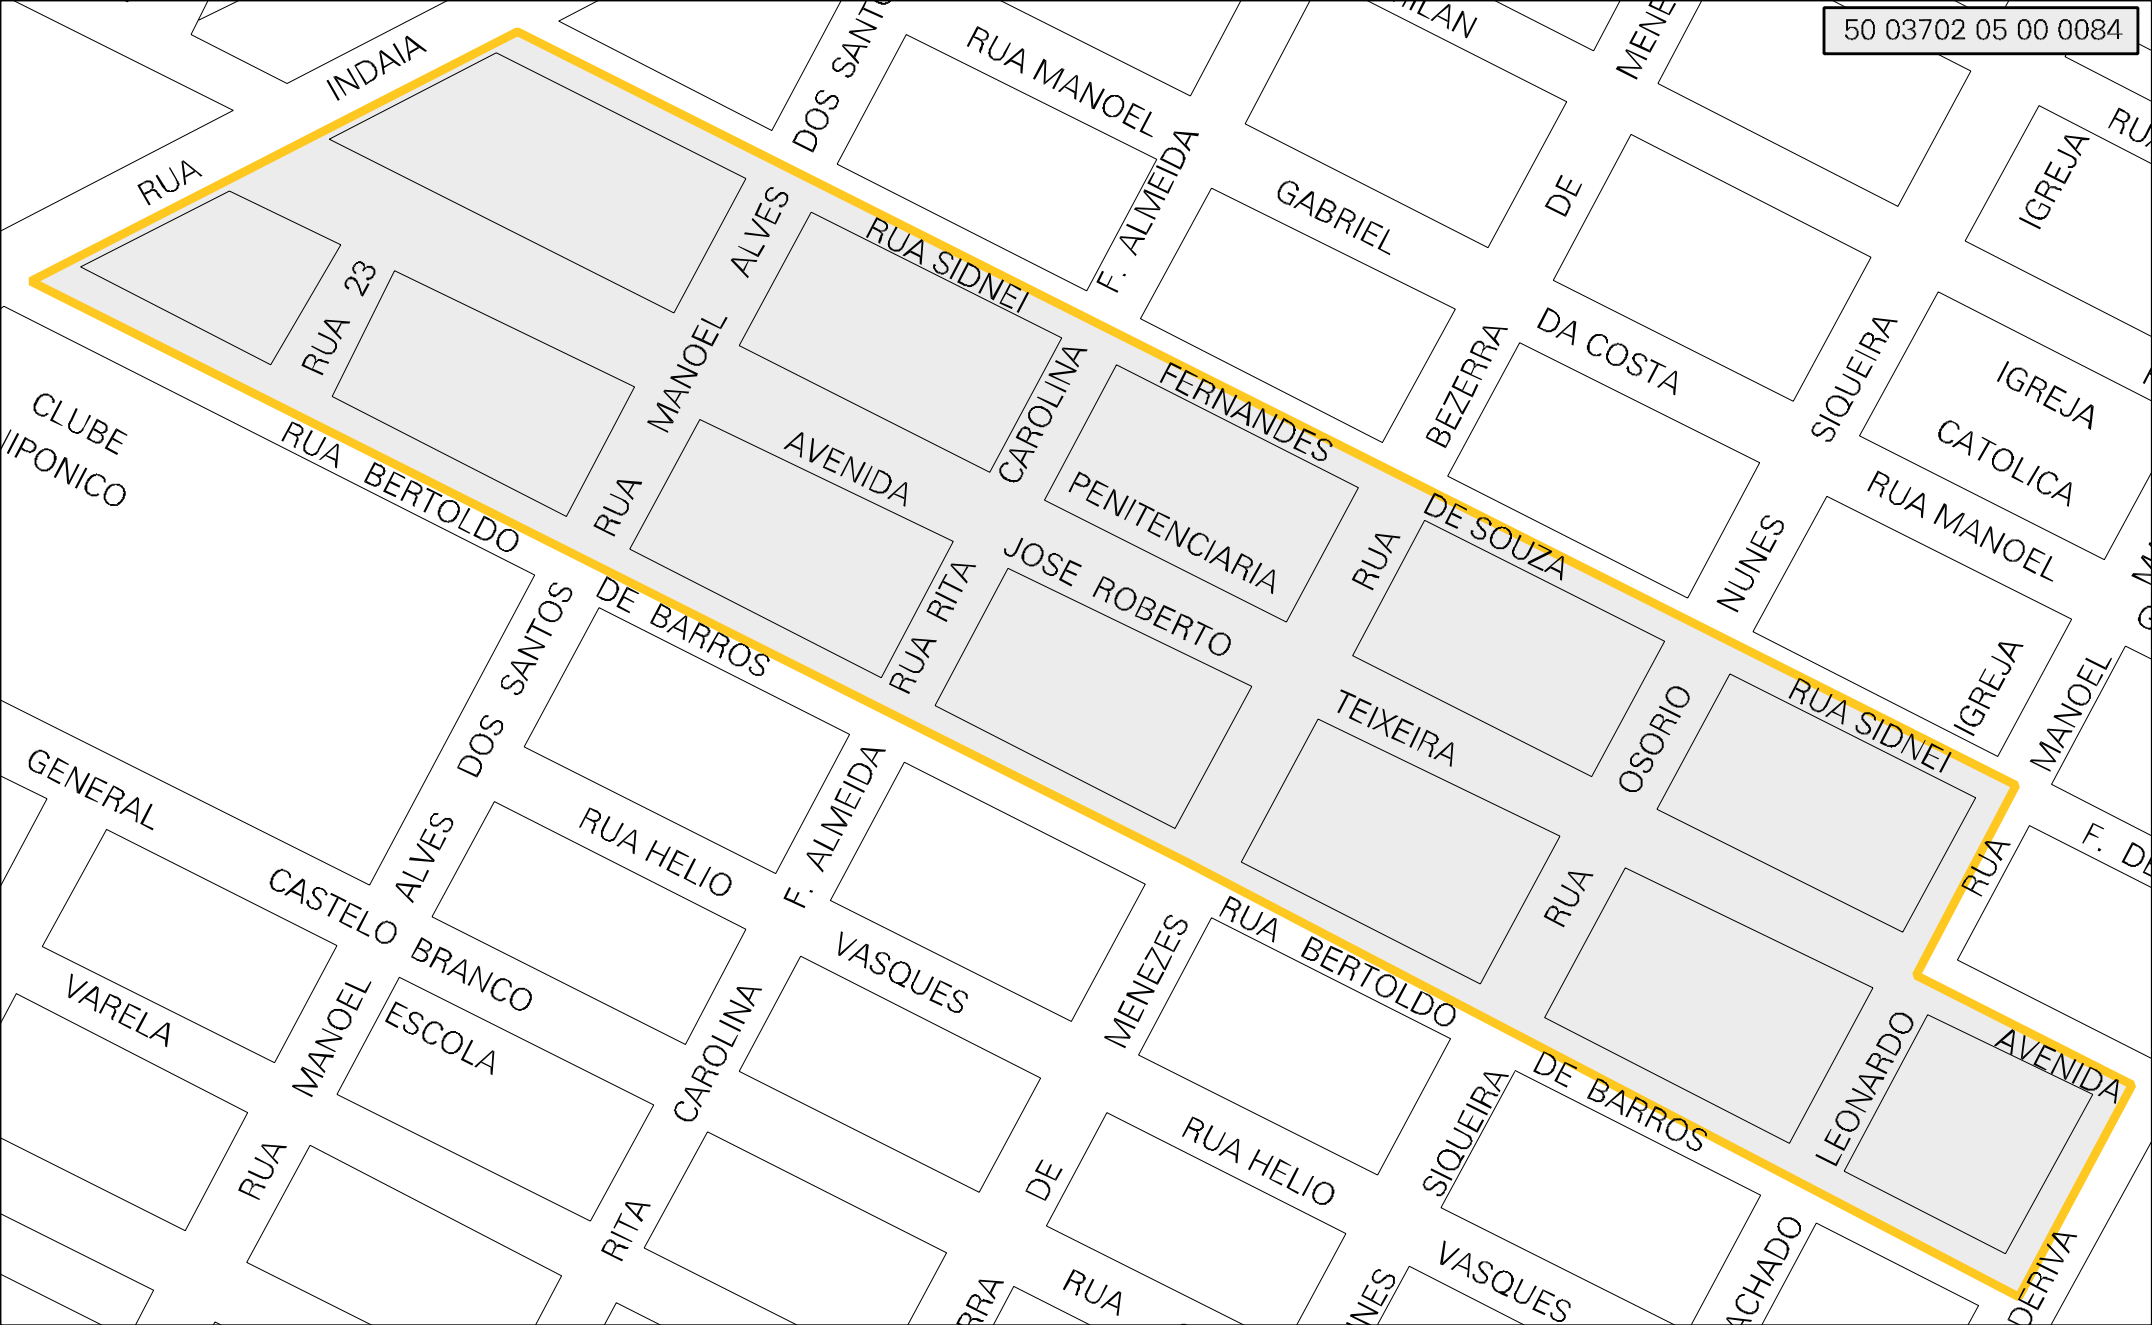 50 03702 05 00 0084
INDAIA
RUA
DOS SANTOS
RUA MANOEL
F. ALMEIDA
GABRIEL
DA COSTA
DE
BEZERRA
SIQUEIRA
NUNES
IGREJA
IGREJA
CATOLICA
RUA MANOEL
IGREJA
MANOEL
RUA
F. DE
RUA 23
RUA MANOEL ALVES
RUA SIDNEI
FERNANDES
DE SOUZA
RUA SIDNEI
CAROLINA
RUA RITA
PENITENCIARIA
AVENIDA
JOSE ROBERTO
TEIXEIRA
RUA
OSORIO
RUA
LEONARDO
AVENIDA
DERIVA
CLUBE
NIPONICO
RUA BERTOLDO
DE BARROS
RUA BERTOLDO
DE BARROS
DOS SANTOS
ALVES
MANOEL
RUA
GENERAL
CASTELO BRANCO
VARELA
ESCOLA
RUA HELIO
VASQUES
F. ALMEIDA
CAROLINA
RITA
MENEZES
DE
RUA HELIO
VASQUES
SIQUEIRA
RUA